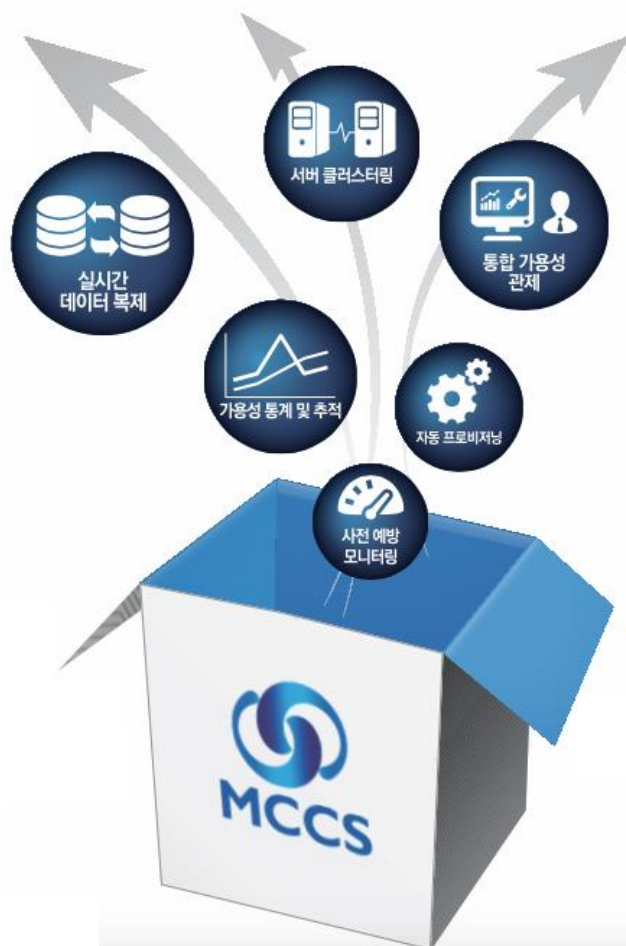 서버 클러스터링
실시간
데이터 복제
통합 가용성
관제
가용성 통계 및 추적
자동 프로비저닝
사전 예방
모니터링
MCCS